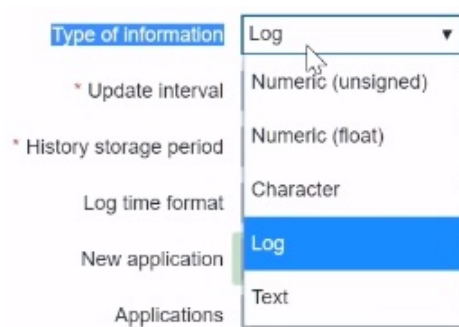 Type of information Log
* Update interval Numeric (unsigned)
* History storage period Numeric (float)
Log time format Character
New application Log
Applications Text